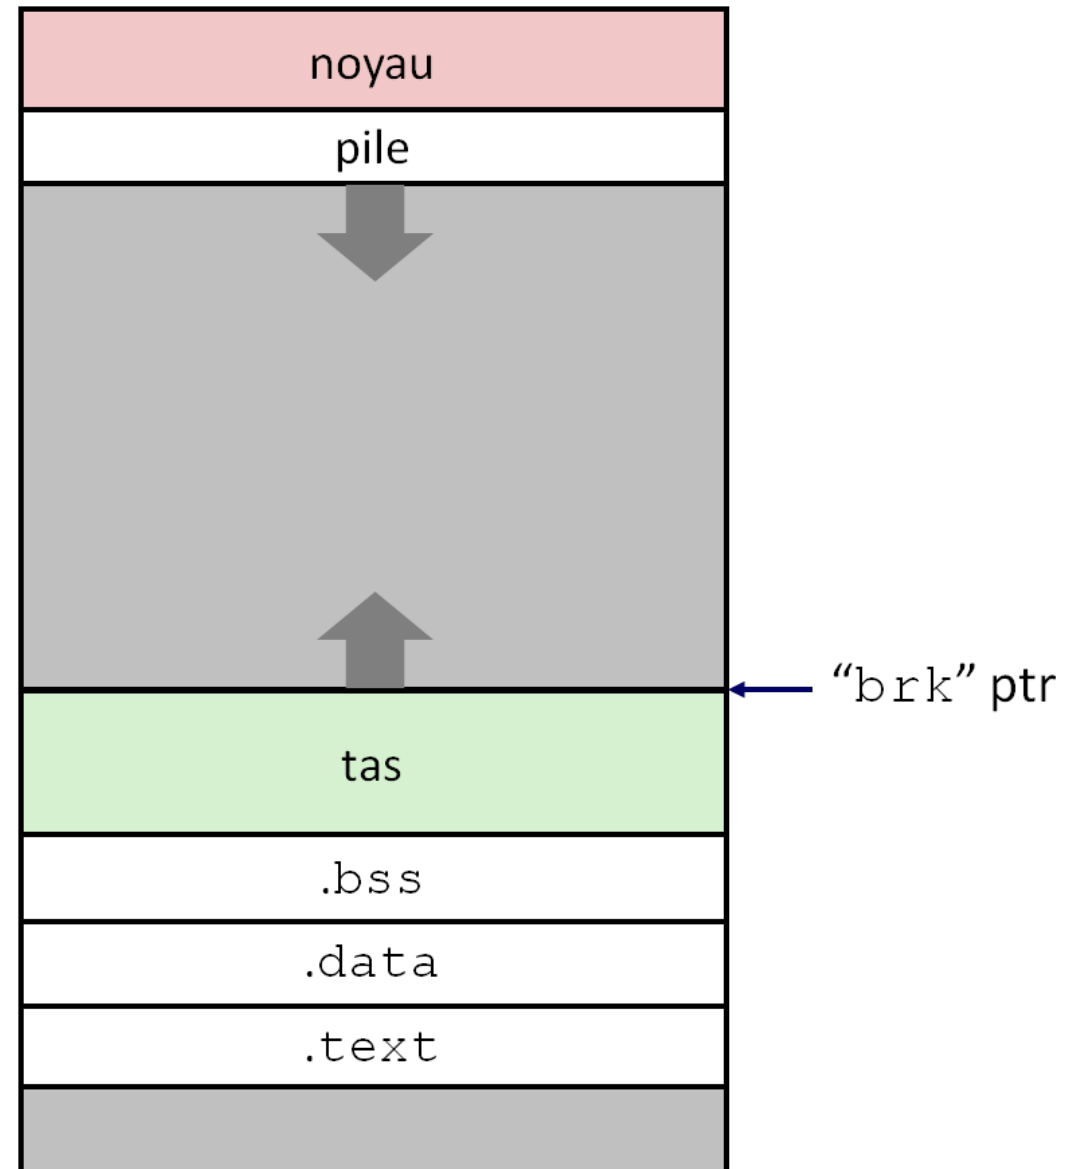 noyau
pile
“brk” ptr
tas
.bss
.data
.text